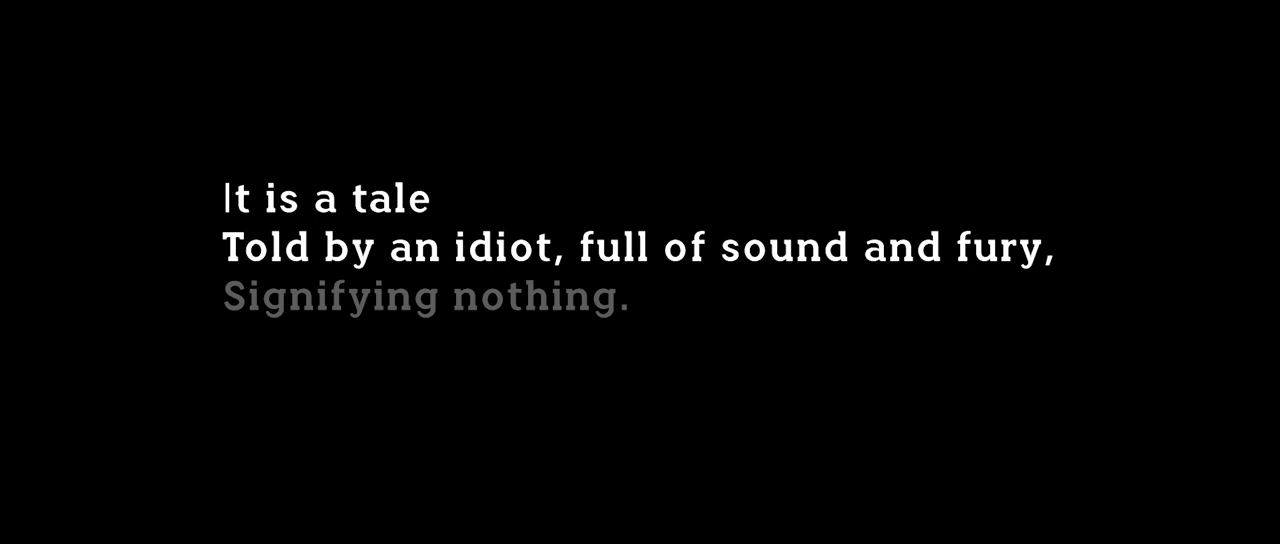 It is a tale
Told by an idiot, full of sound and fury,
Signifying nothing.